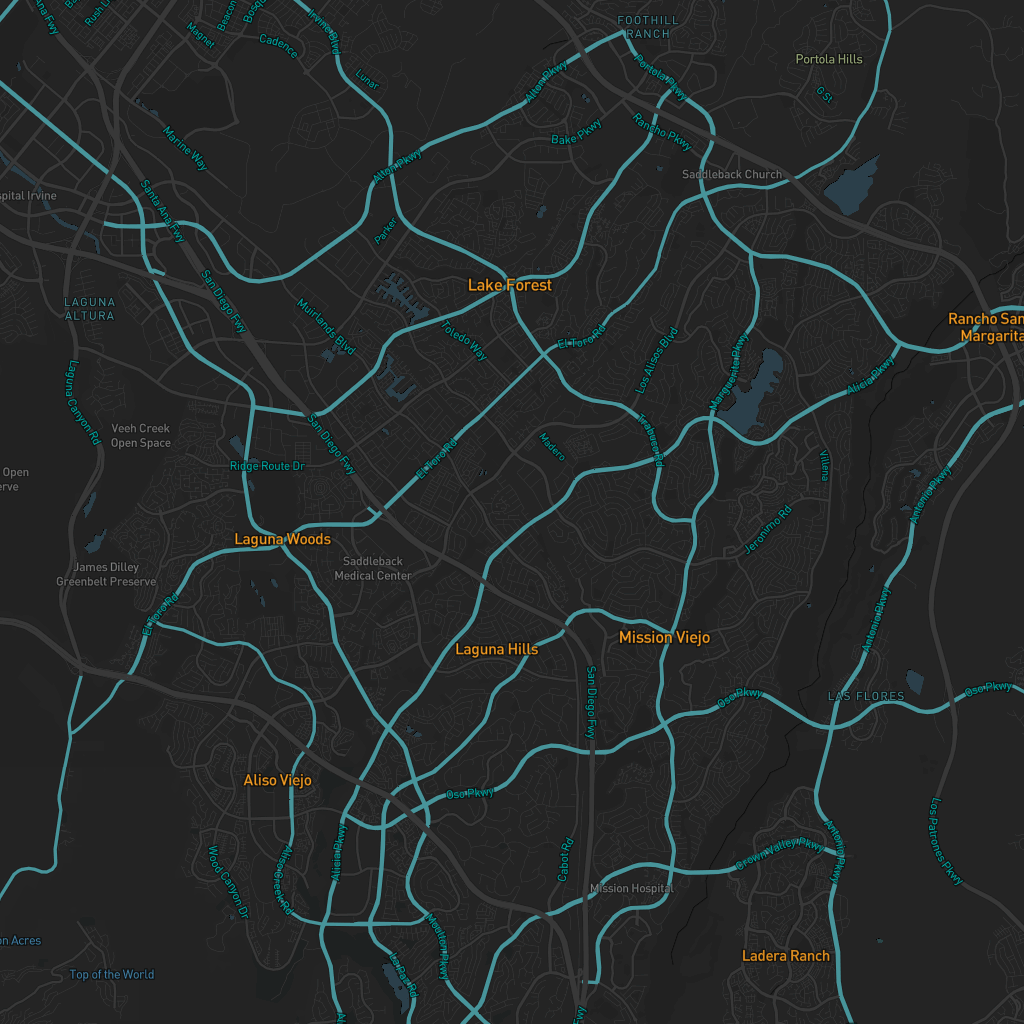 FOOTHILL
RANCH
Portola Hills
Irvine Blvd
Magnet
Cadence
Lunar
Alton Pkwy
Portola Pkwy
G St
Bake Pkwy
Rancho Pkwy
Marine Way
Alton Pkwy
Saddleback Church
Santa Ana Fwy
Parker
San Diego Fwy
Lake Forest
LAGUNA
ALTURA
Muirlands Blvd
Toledo Way
El Toro Rd
Los Alisos Blvd
Marguerite Pkwy
Rancho San
Margarita
Alicia Pkwy
Laguna Canyon Rd
Veeh Creek
Open Space
San Diego Fwy
El Toro Rd
Madero
Trabuco Rd
Villena
Open
Ridge Route Dr
Antonio Pkwy
Jeronimo Rd
Laguna Woods
Saddleback
Medical Center
James Dilley
Greenbelt Preserve
El Toro Rd
Antonio Pkwy
Mission Viejo
Laguna Hills
San Diego Fwy
Oso Pkwy
LAS FLORES
Oso Pkwy
Aliso Viejo
Oso Pkwy
Los Patrones Pkwy
Alicia Pkwy
Aliso Creek Rd
Wood Canyon Dr
Cabot Rd
Crown Valley Pkwy
Antonio Pkwy
Mission Hospital
Moulton Pkwy
La Paz Rd
Ladera Ranch
Acres
Top of the World
Fwy